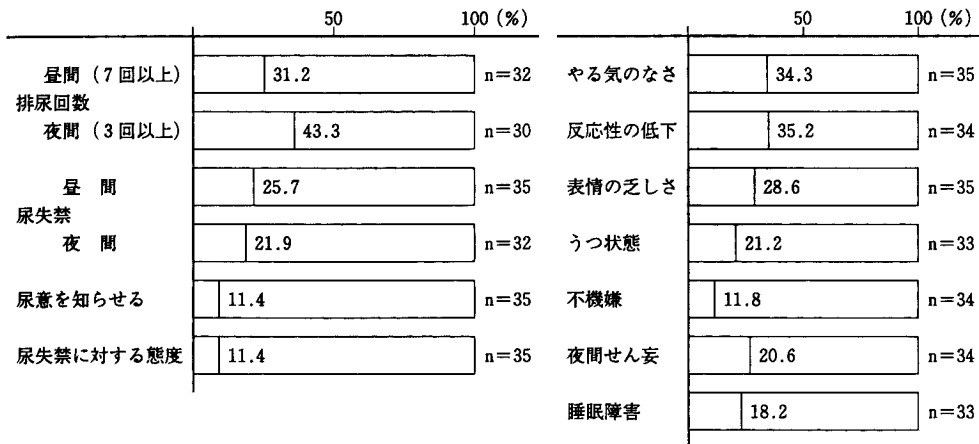 50 100 (%)
昼間（7回以上） 31.2 n=32
排尿回数
夜間（3回以上） 43.3 n=30
昼 間 25.7 n=35
尿失禁
夜 間 21.9 n=32
尿意を知らせる 11.4 n=35
尿失禁に対する態度 11.4 n=35
50 100 (%)
やる気のなさ 34.3 n=35
反応性の低下 35.2 n=34
表情の乏しさ 28.6 n=35
うつ状態 21.2 n=33
不機嫌 11.8 n=34
夜間せん妄 20.6 n=34
睡眠障害 18.2 n=33